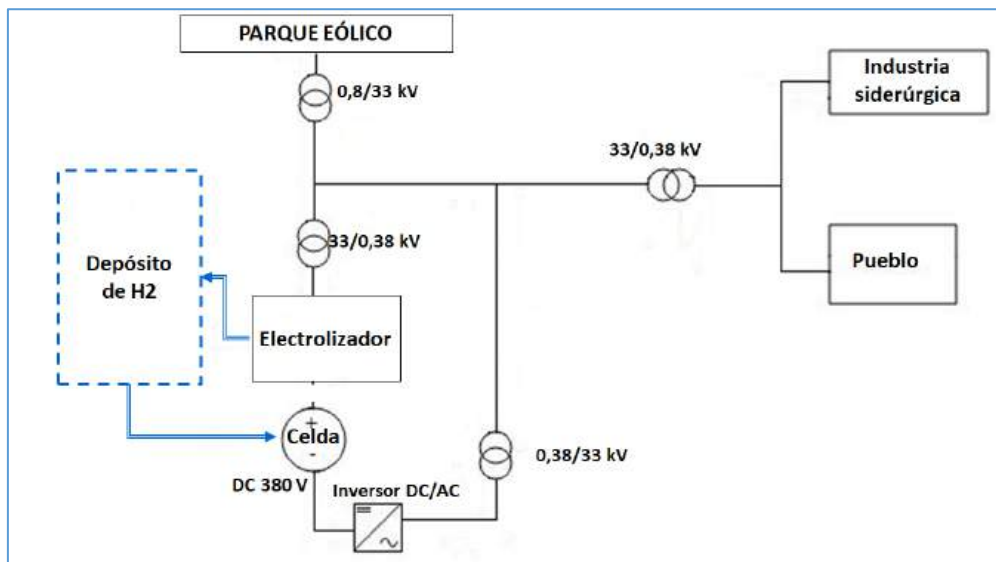 PARQUE EÓLICO
0,8/33 kV
Industria
siderúrgica
33/0,38 kV
33/0,38 kV
Depósito
de H2
Pueblo
Electrolizador
+
Celda
-
0,38/33 kV
DC 380 V
Inversor DC/AC